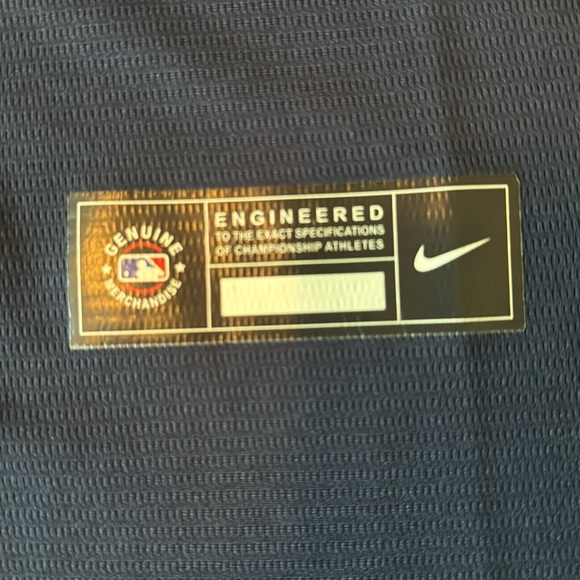 GENUINE
MERCHANDISE
ENGINEERED
TO THE EXACT SPECIFICATIONS
OF CHAMPIONSHIP ATHLETES